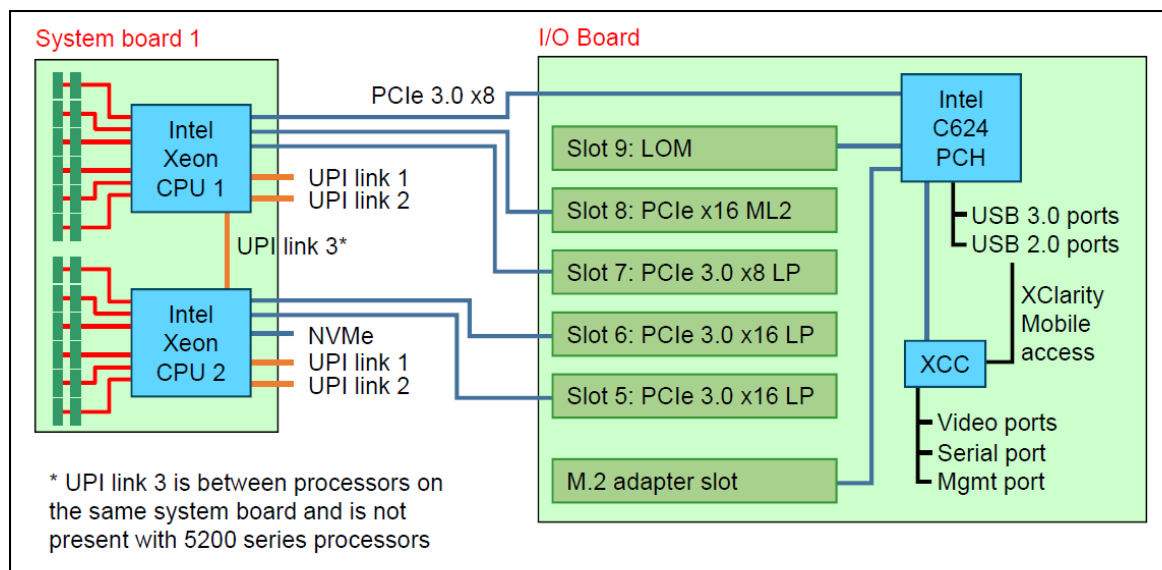 System board 1
Intel
Xeon
CPU 1
UPI link 1
UPI link 2
UPI link 3*
Intel
Xeon
CPU 2
NVMe
UPI link 1
UPI link 2
* UPI link 3 is between processors on
the same system board and is not
present with 5200 series processors
PCIe 3.0 x8
I/O Board
Slot 9: LOM
Slot 8: PCIe x16 ML2
Slot 7: PCIe 3.0 x8 LP
Slot 6: PCIe 3.0 x16 LP
Slot 5: PCIe 3.0 x16 LP
M.2 adapter slot
Intel
C624
PCH
USB 3.0 ports
USB 2.0 ports
XClarity
Mobile
access
XCC
Video ports
Serial port
Mgmt port